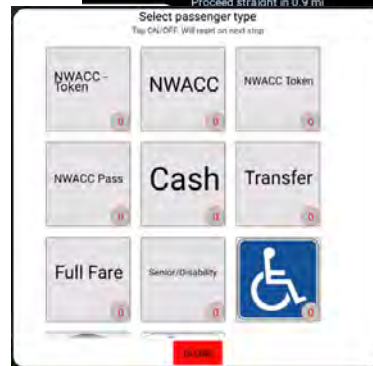 Proceed straight in 0.9 mi
Select passenger type
Tap ON/OFF. Will reset on next stop
NWACC -
Token
0
NWACC
0
NWACC Token
0
NWACC Pass
0
Cash
0
Transfer
0
Full Fare
0
Senior/Disability
0
0
CLOSE